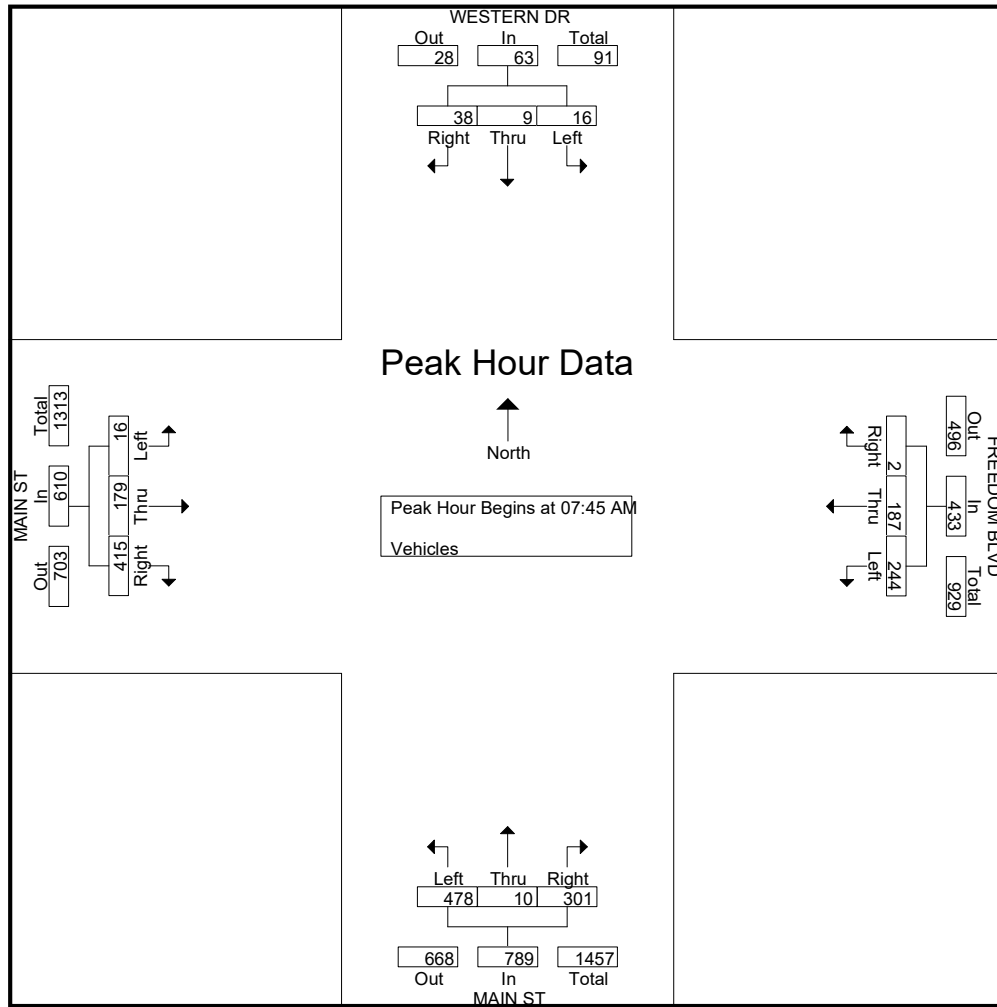 WESTERN DR
Out In Total
28 63 91
38 9 16
Right Thru Left
Peak Hour Data
North
Peak Hour Begins at 07:45 AM
Vehicles
MAIN ST
Out In Total
703 610 1313
415 179 16
Right Thru Left
FREEDOM BLVD
Out In Total
496 433 929
2 187 244
Right Thru Left
Left Thru Right
478 10 301
668 789 1457
Out In Total
MAIN ST